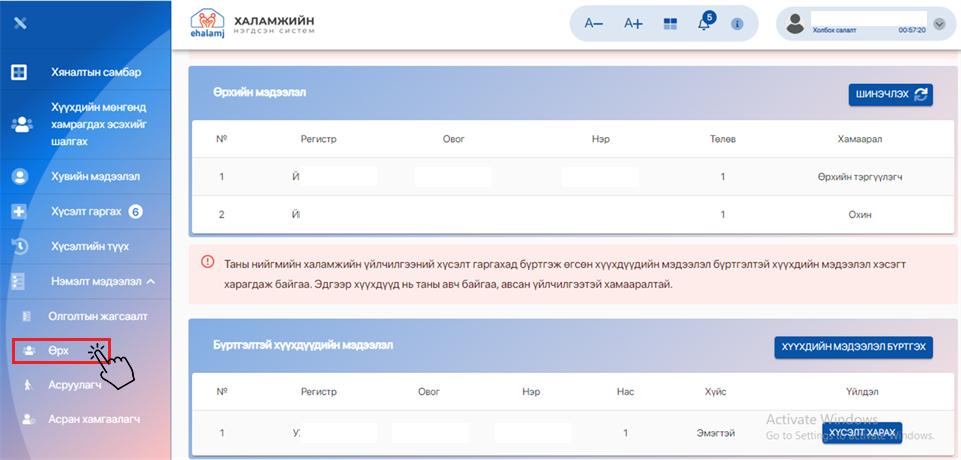 ehalamj
ХАЛАМЖИЙН
НЭГДСЭН СИСТЕМ
A−
A+
5
Холбох салалт 00:57:20
Хяналтын самбар
Хүүхдийн мөнгөнд
хамрагдах эсэхийг
шалгах
Хувийн мэдээлэл
Хүсэлт гаргах 6
Хүсэлтийн түүх
Нэмэлт мэдээлэл
Олголтын жагсаалт
Өрх
Асруулагч
Асран хамгаалагч
Өрхийн мэдээлэл
ШИНЭЧЛЭХ
№ Регистр Овог Нэр Төлөв Хамаарал
1 Й 1 Өрхийн тэргүүлэгч
2 Й 1 Охин
Таны нийгмийн халамжийн үйлчилгээний хүсэлт гаргахад бүртгэж өгсөн хүүхдүүдийн мэдээлэл бүртгэлтэй хүүхдийн мэдээлэл хэсэгт
харагдаж байгаа. Эдгээр хүүхдүүд нь таны авч байгаа, авсан үйлчилгээтэй хамааралтай.
Бүртгэлтэй хүүхдүүдийн мэдээлэл
ХҮҮХДИЙН МЭДЭЭЛЭЛ БҮРТГЭХ
№ Регистр Овог Нэр Нас Хүйс Үйлдэл
1 У 1 Эмэгтэй ХҮСЭЛТ ХАРАХ
Activate Windows
Go to Settings to activate Windows.